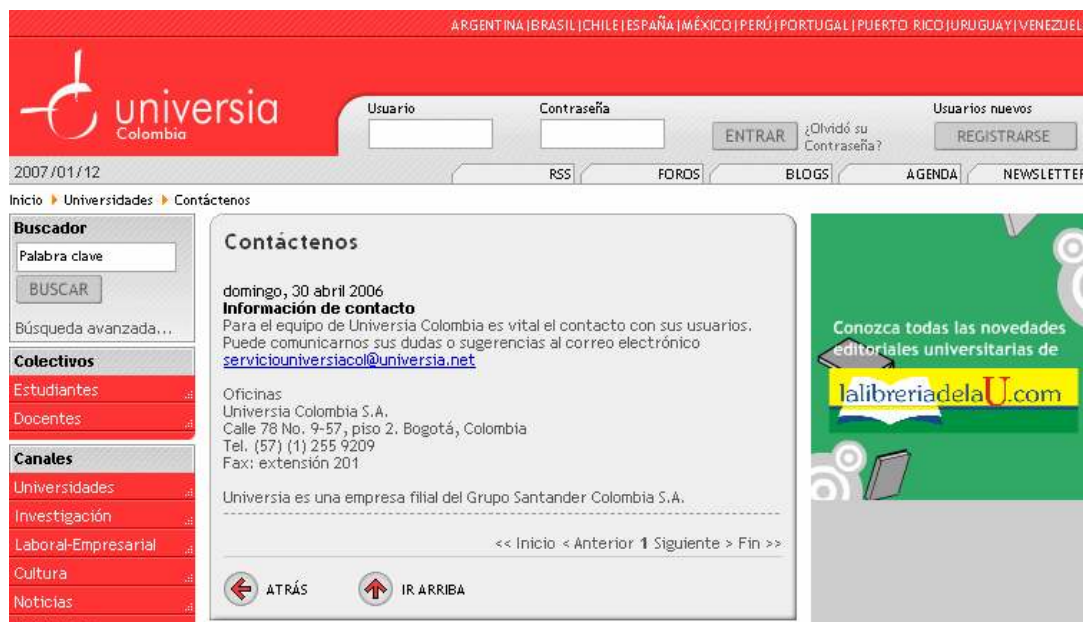 ARGENTINA|BRASIL|CHILE|ESPAÑA|MÉXICO|PERÚ|PORTUGAL|PUERTO RICO|URUGUAY|VENEZUEL
universia
Colombia
Usuario
Contraseña
ENTRAR
¿Olvidó su
Contraseña?
Usuarios nuevos
REGISTRARSE
2007/01/12
RSS FOROS BLOGS AGENDA NEWSLETTER
Inicio Universidades Contáctenos
Buscador
Palabra clave
BUSCAR
Búsqueda avanzada...
Colectivos
Estudiantes
Docentes
Canales
Universidades
Investigación
Laboral-Empresarial
Cultura
Noticias
Contáctenos
domingo, 30 abril 2006
Información de contacto
Para el equipo de Universia Colombia es vital el contacto con sus usuarios.
Puede comunicarnos sus dudas o sugerencias al correo electrónico
serviciouniversiacol@universia.net
Oficinas
Universia Colombia S.A.
Calle 78 No. 9-57, piso 2. Bogotá, Colombia
Tel. (57) (1) 255 9209
Fax: extensión 201
Universia es una empresa filial del Grupo Santander Colombia S.A.
<< Inicio < Anterior 1 Siguiente > Fin >>
ATRÁS
IR ARRIBA
Conozca todas las novedades
editoriales universitarias de
lalibreriadelaU.com